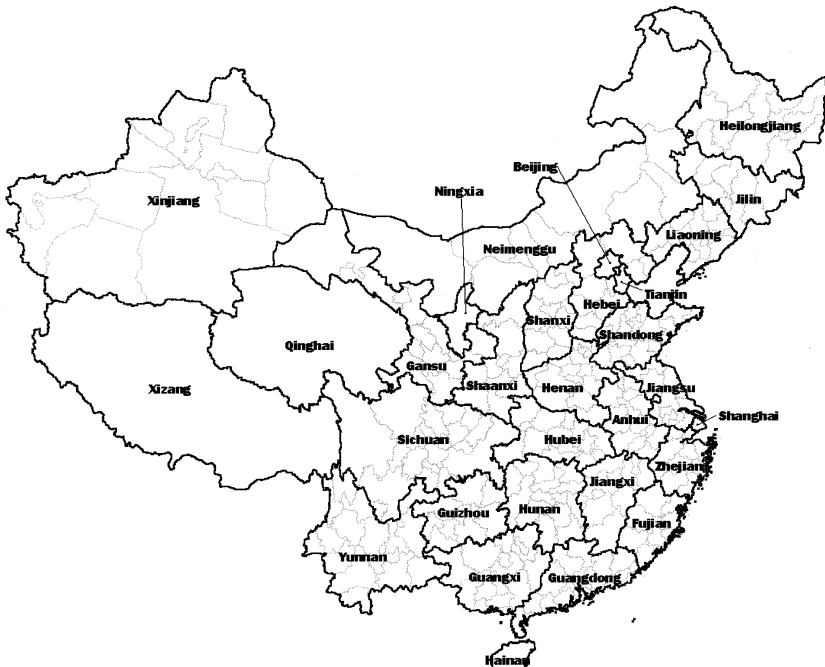 Heilongjiang
Beijing
Ningxia
Xinjiang
Jilin
Liaoning
Neimenggu
Tianjin
Hebei
Shanxi
Shandong
Qinghai
Gansu
Shaanxi
Henan
Jiangsu
Xizang
Shanghai
Anhui
Sichuan
Hubei
Zhejian
Jiangxi
Guizhou
Hunan
Fujian
Yunnan
Guangxi
Guangdong
Hainan